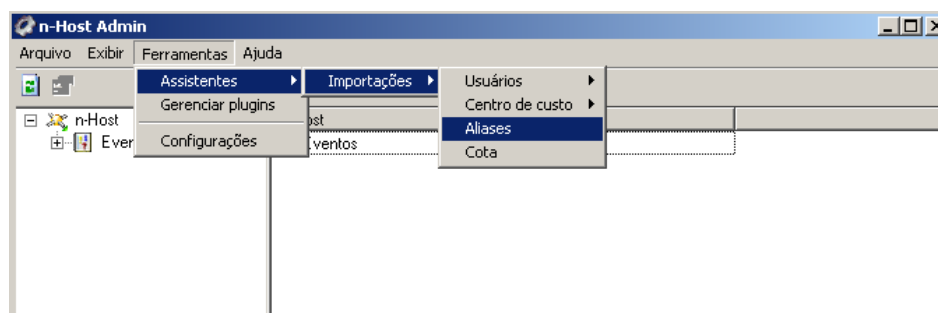 n-Host Admin
Arquivo Exibir Ferramentas Ajuda
Assistentes Importações Usuários
Gerenciar plugins Centro de custo
n-Host ost Aliases
Ever Configurações ventos Cota